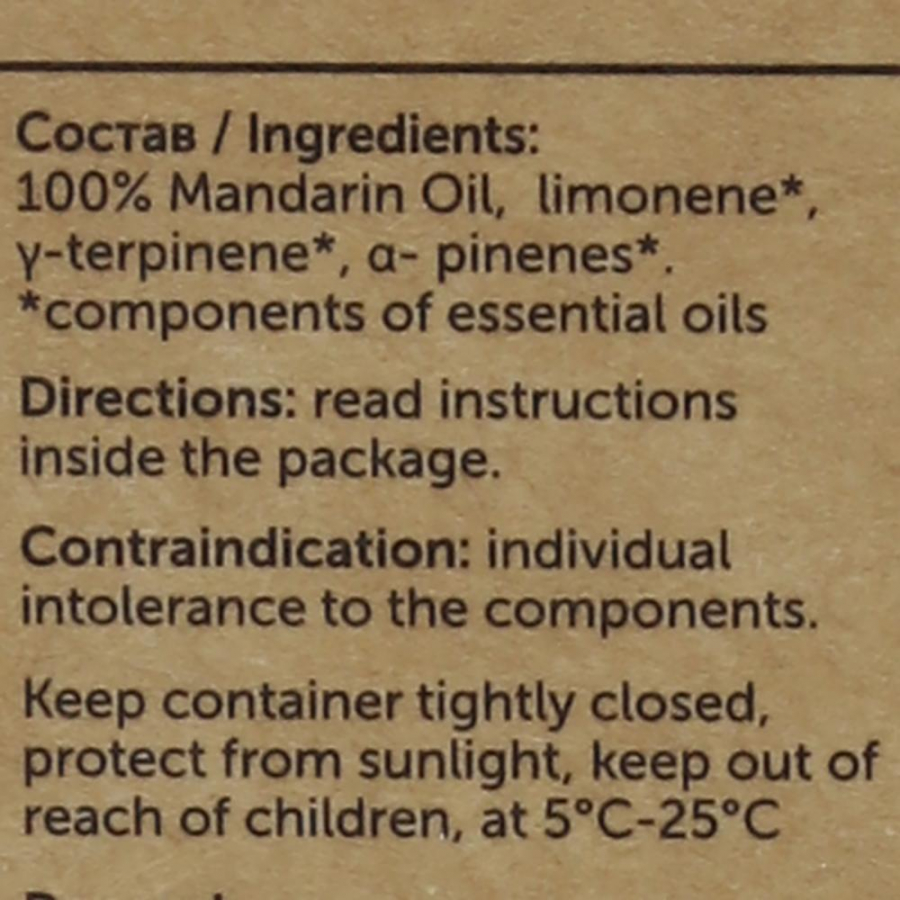 Состав / Ingredients:
100% Mandarin Oil, limonene*,
γ-terpinene*, α- pinenes*.
*components of essential oils
Directions: read instructions
inside the package.
Contraindication: individual
intolerance to the components.
Keep container tightly closed,
protect from sunlight, keep out of
reach of children, at 5°C-25°C